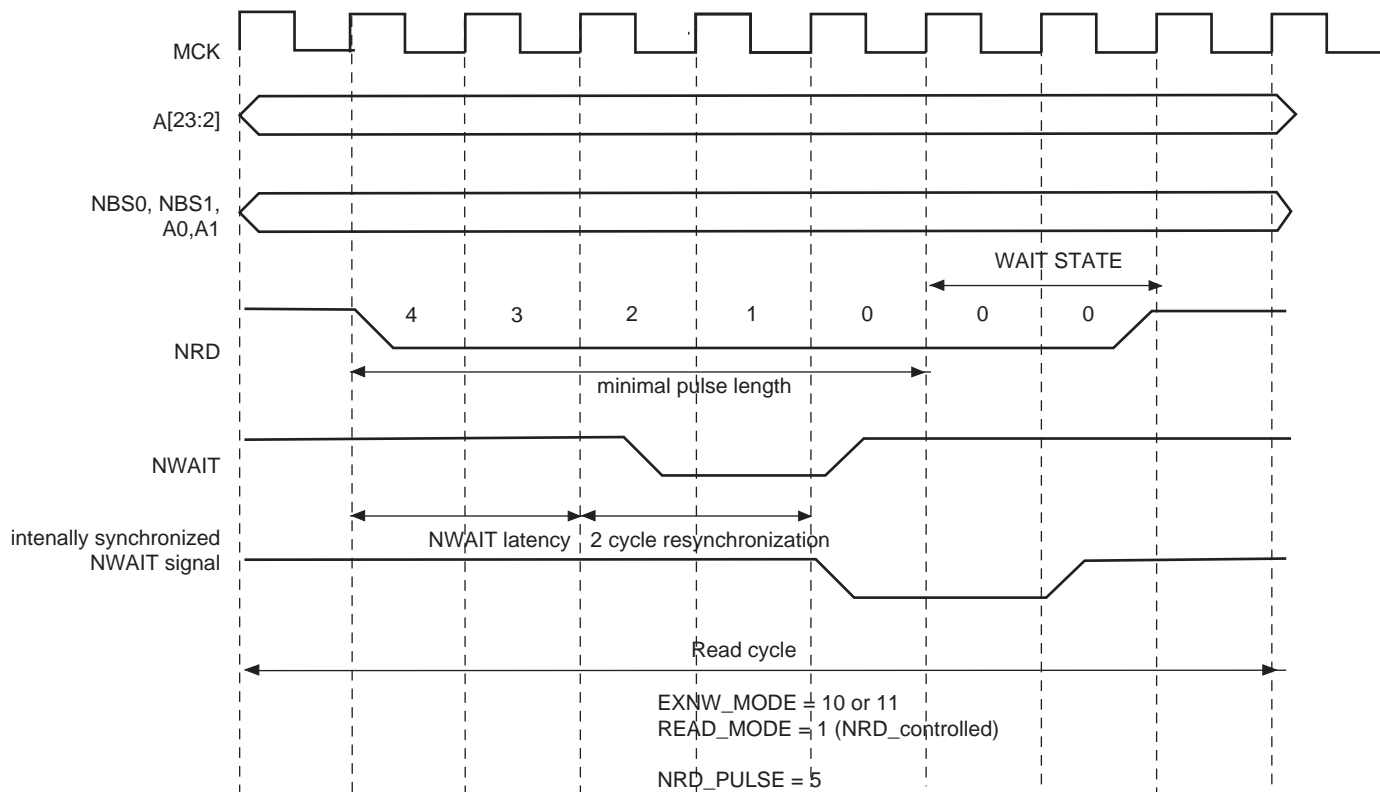 MCK
A[23:2]
NBS0, NBS1,
A0,A1
WAIT STATE
4 3 2 1 0 0 0
NRD
minimal pulse length
NWAIT
intenally synchronized
NWAIT signal
NWAIT latency 2 cycle resynchronization
Read cycle
EXNW_MODE = 10 or 11
READ_MODE = 1 (NRD_controlled)
NRD_PULSE = 5